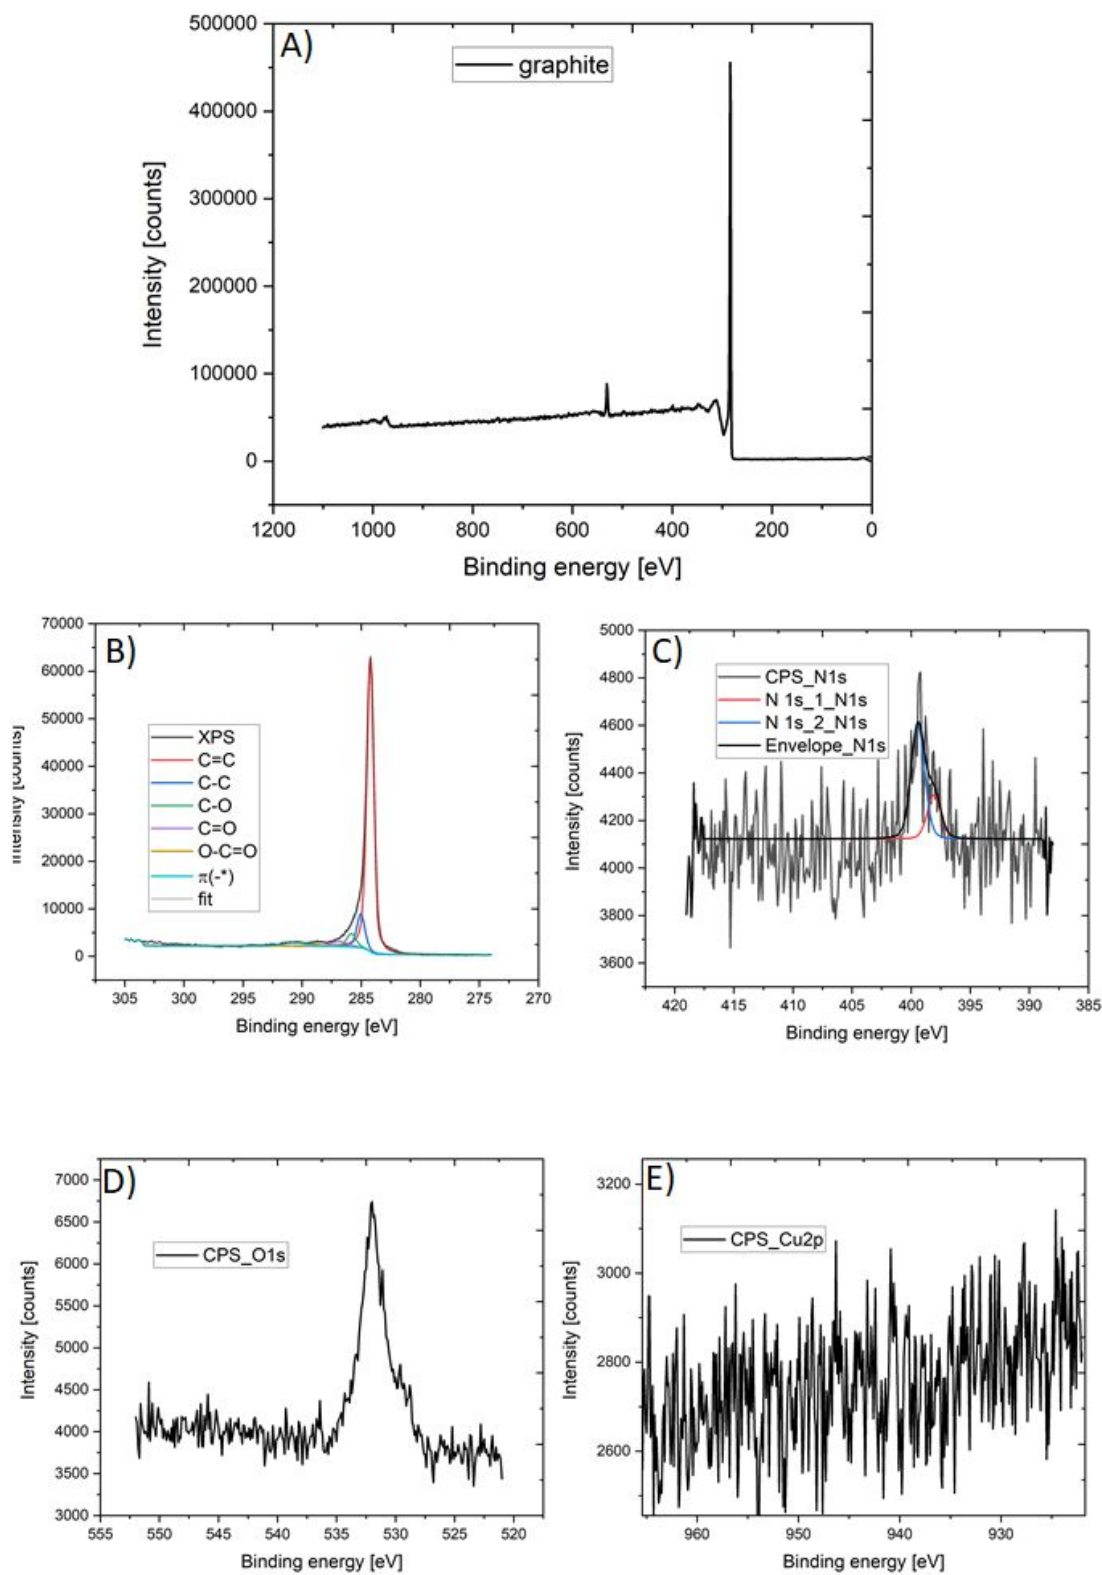 A)
graphite
Intensity [counts]
500000
400000
300000
200000
100000
0
1200 1000 800 600 400 200 0
Binding energy [eV]
B)
XPS
C=C
C-C
C-O
C=O
O-C=O
π(-*)
fit
Intensity [counts]
70000
60000
50000
40000
30000
20000
10000
0
305 300 295 290 285 280 275 270
Binding energy [eV]
C)
CPS_N1s
N 1s_1_N1s
N 1s_2_N1s
Envelope_N1s
Intensity [counts]
5000
4800
4600
4400
4200
4000
3800
3600
420 415 410 405 400 395 390 385
Binding energy [eV]
D)
CPS_O1s
Intensity [counts]
7000
6500
6000
5500
5000
4500
4000
3500
3000
555 550 545 540 535 530 525 520
Binding energy [eV]
E)
CPS_Cu2p
Intensity [counts]
3200
3000
2800
2600
960 950 940 930
Binding energy [eV]